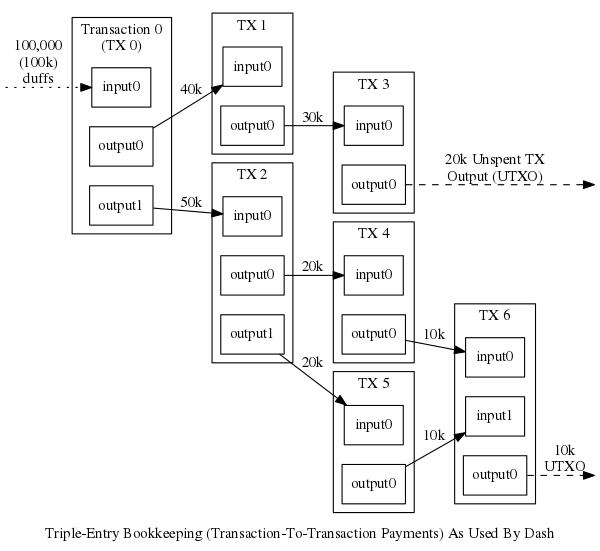 100,000
(100k)
duffs
Transaction 0
(TX 0)
input0
output0
output1
40k
50k
TX 1
input0
output0
30k
TX 2
input0
output0
output1
20k
20k
TX 3
input0
output0
20k Unspent TX
Output (UTXO)
TX 4
input0
output0
10k
TX 5
input0
output0
10k
TX 6
input0
input1
output0
10k
UTXO
Triple-Entry Bookkeeping (Transaction-To-Transaction Payments) As Used By Dash